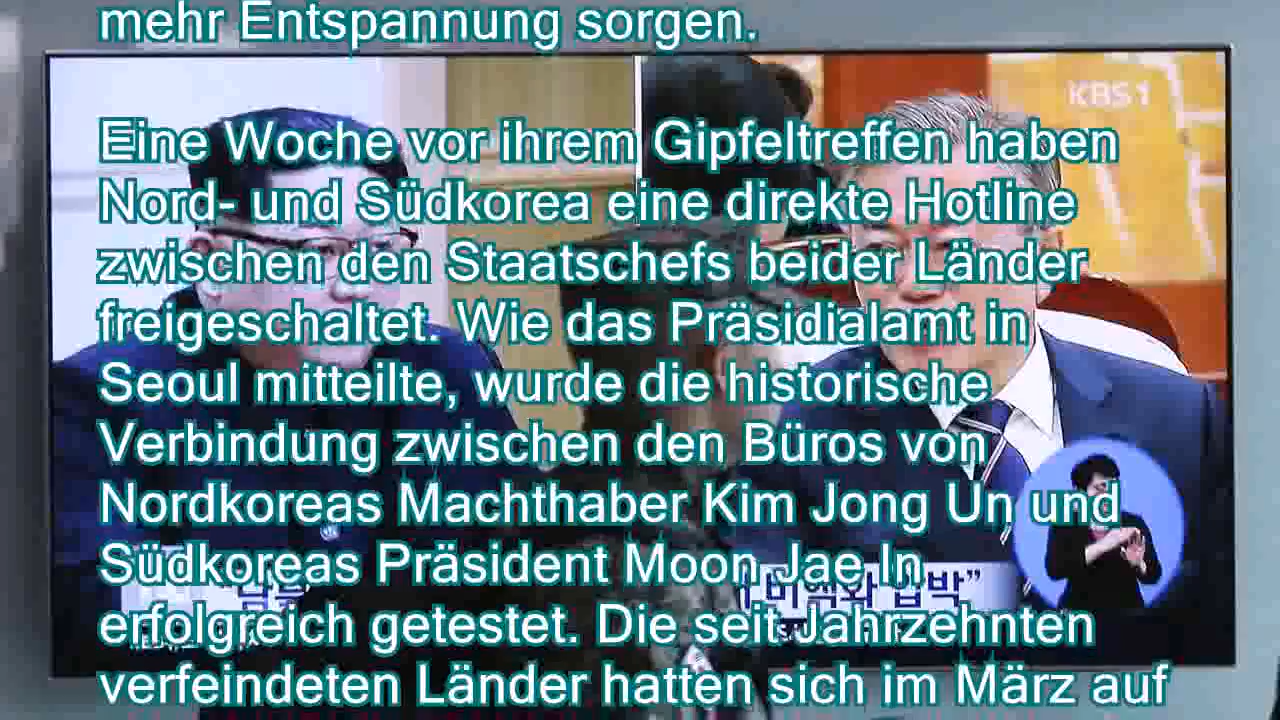 mehr Entspannung sorgen.
KBS1
Eine Woche vor ihrem Gipfeltreffen haben
Nord- und Südkorea eine direkte Hotline
zwischen den Staatschefs beider Länder
freigeschaltet. Wie das Präsidialamt in
Seoul mitteilte, wurde die historische
Verbindung zwischen den Büros von
Nordkoreas Machthaber Kim Jong Un und
Südkoreas Präsident Moon Jae In
erfolgreich getestet. Die seit Jahrzehnten
verfeindeten Länder hatten sich im März auf